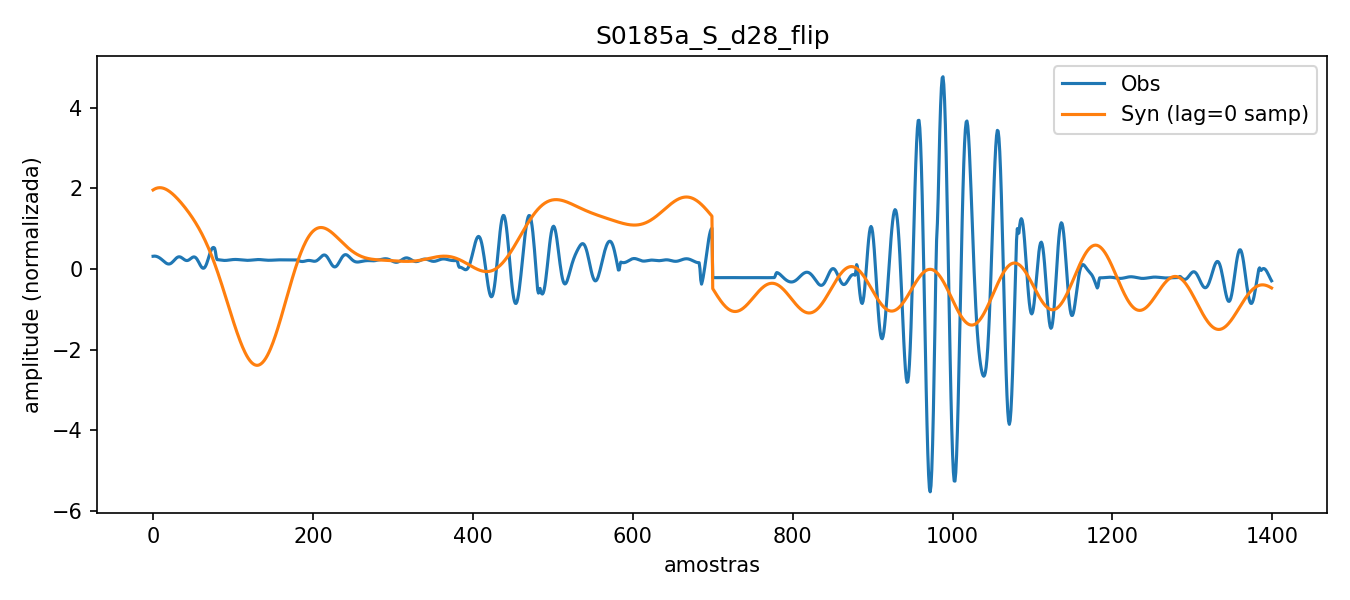 S0185a_S_d28_flip
Obs
Syn (lag=0 samp)
amplitude (normalizada)
4
2
0
−2
−4
−6
0 200 400 600 800 1000 1200 1400
amostras